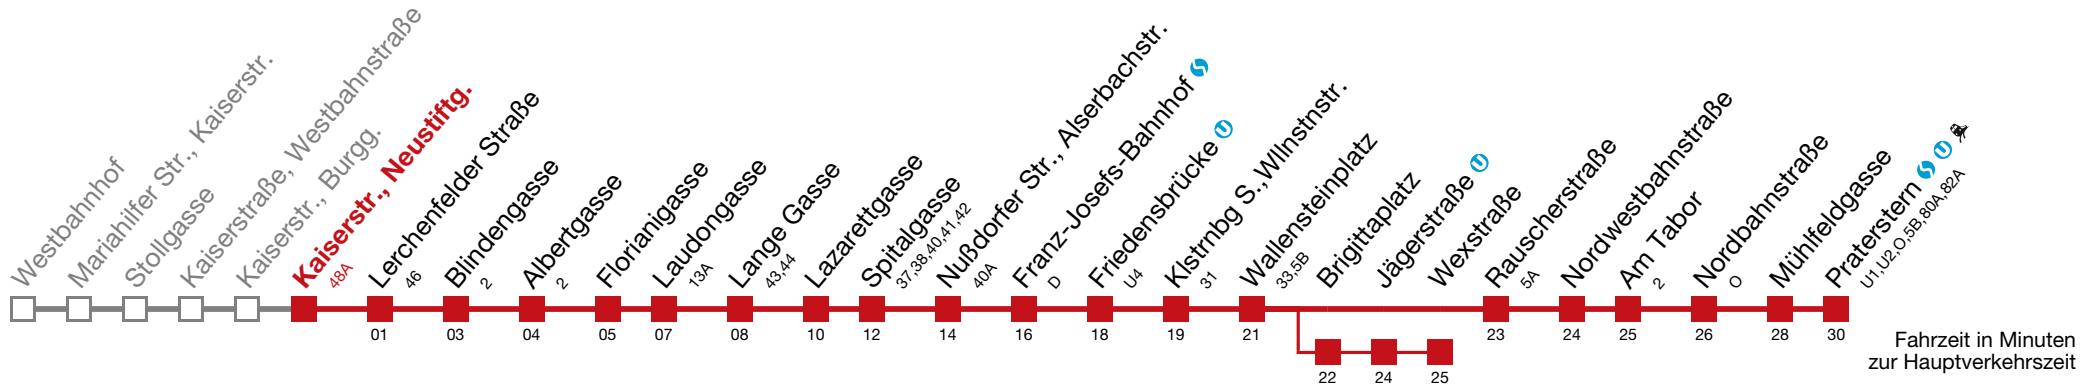 Westbahnhof
Mariahilfer Str., Kaiserstr.
Stollgasse
Kaiserstraße, Westbahnstraße
Kaiserstr., Burgg.
Kaiserstr., Neustiftg.
48A
Lerchenfelder Straße
46
01
Blindengasse
2
03
Albertgasse
2
04
Florianigasse
05
Laudongasse
13A
07
Lange Gasse
43,44
08
Lazarettgasse
10
Spitalgasse
37,38,40,41,42
12
Nußdorfer Str., Alserbachstr.
40A
14
Franz-Josefs-Bahnhof S
D
16
Friedensbrücke U
U4
18
Klstrnbg S.,Wllnstnstr.
31
19
Wallensteinplatz
33,5B
21
Brigittaplatz
22
Jägerstraße U
24
Wexstraße
25
Rauscherstraße
5A
23
Nordwestbahnstraße
24
Am Tabor
2
25
Nordbahnstraße
O
26
Mühlfeldgasse
28
Praterstern S U
U1,U2,O,5B,80A,82A
30
Fahrzeit in Minuten
zur Hauptverkehrszeit